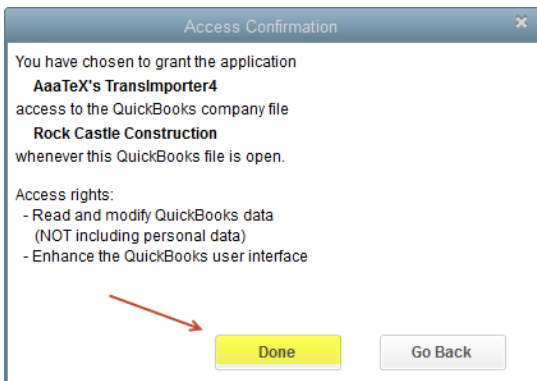 Access Confirmation
You have chosen to grant the application
AaaTeX's TransImporter4
access to the QuickBooks company file
Rock Castle Construction
whenever this QuickBooks file is open.
Access rights:
- Read and modify QuickBooks data
(NOT including personal data)
- Enhance the QuickBooks user interface
Done
Go Back